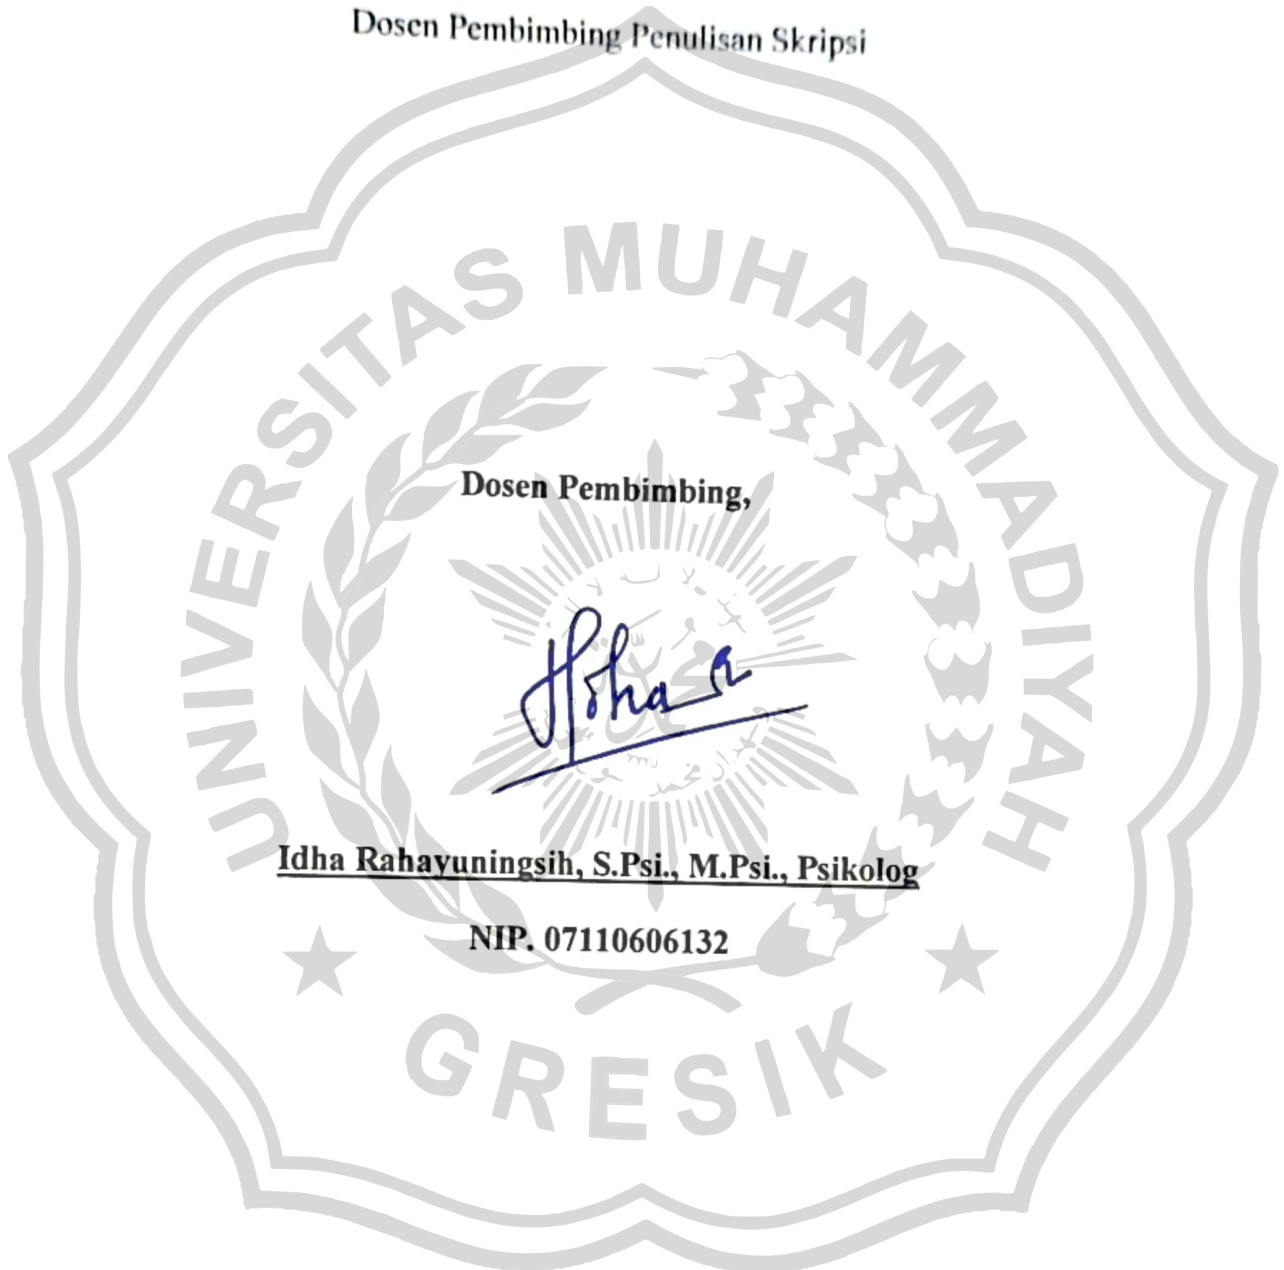 Dosen Pembimbing Penulisan Skripsi
UNIVERSITAS MUHAMMADIYAH
Dosen Pembimbing,
Idha Rahayuningsih, S.Psi., M.Psi., Psikolog
NIP. 07110606132
GRESIK